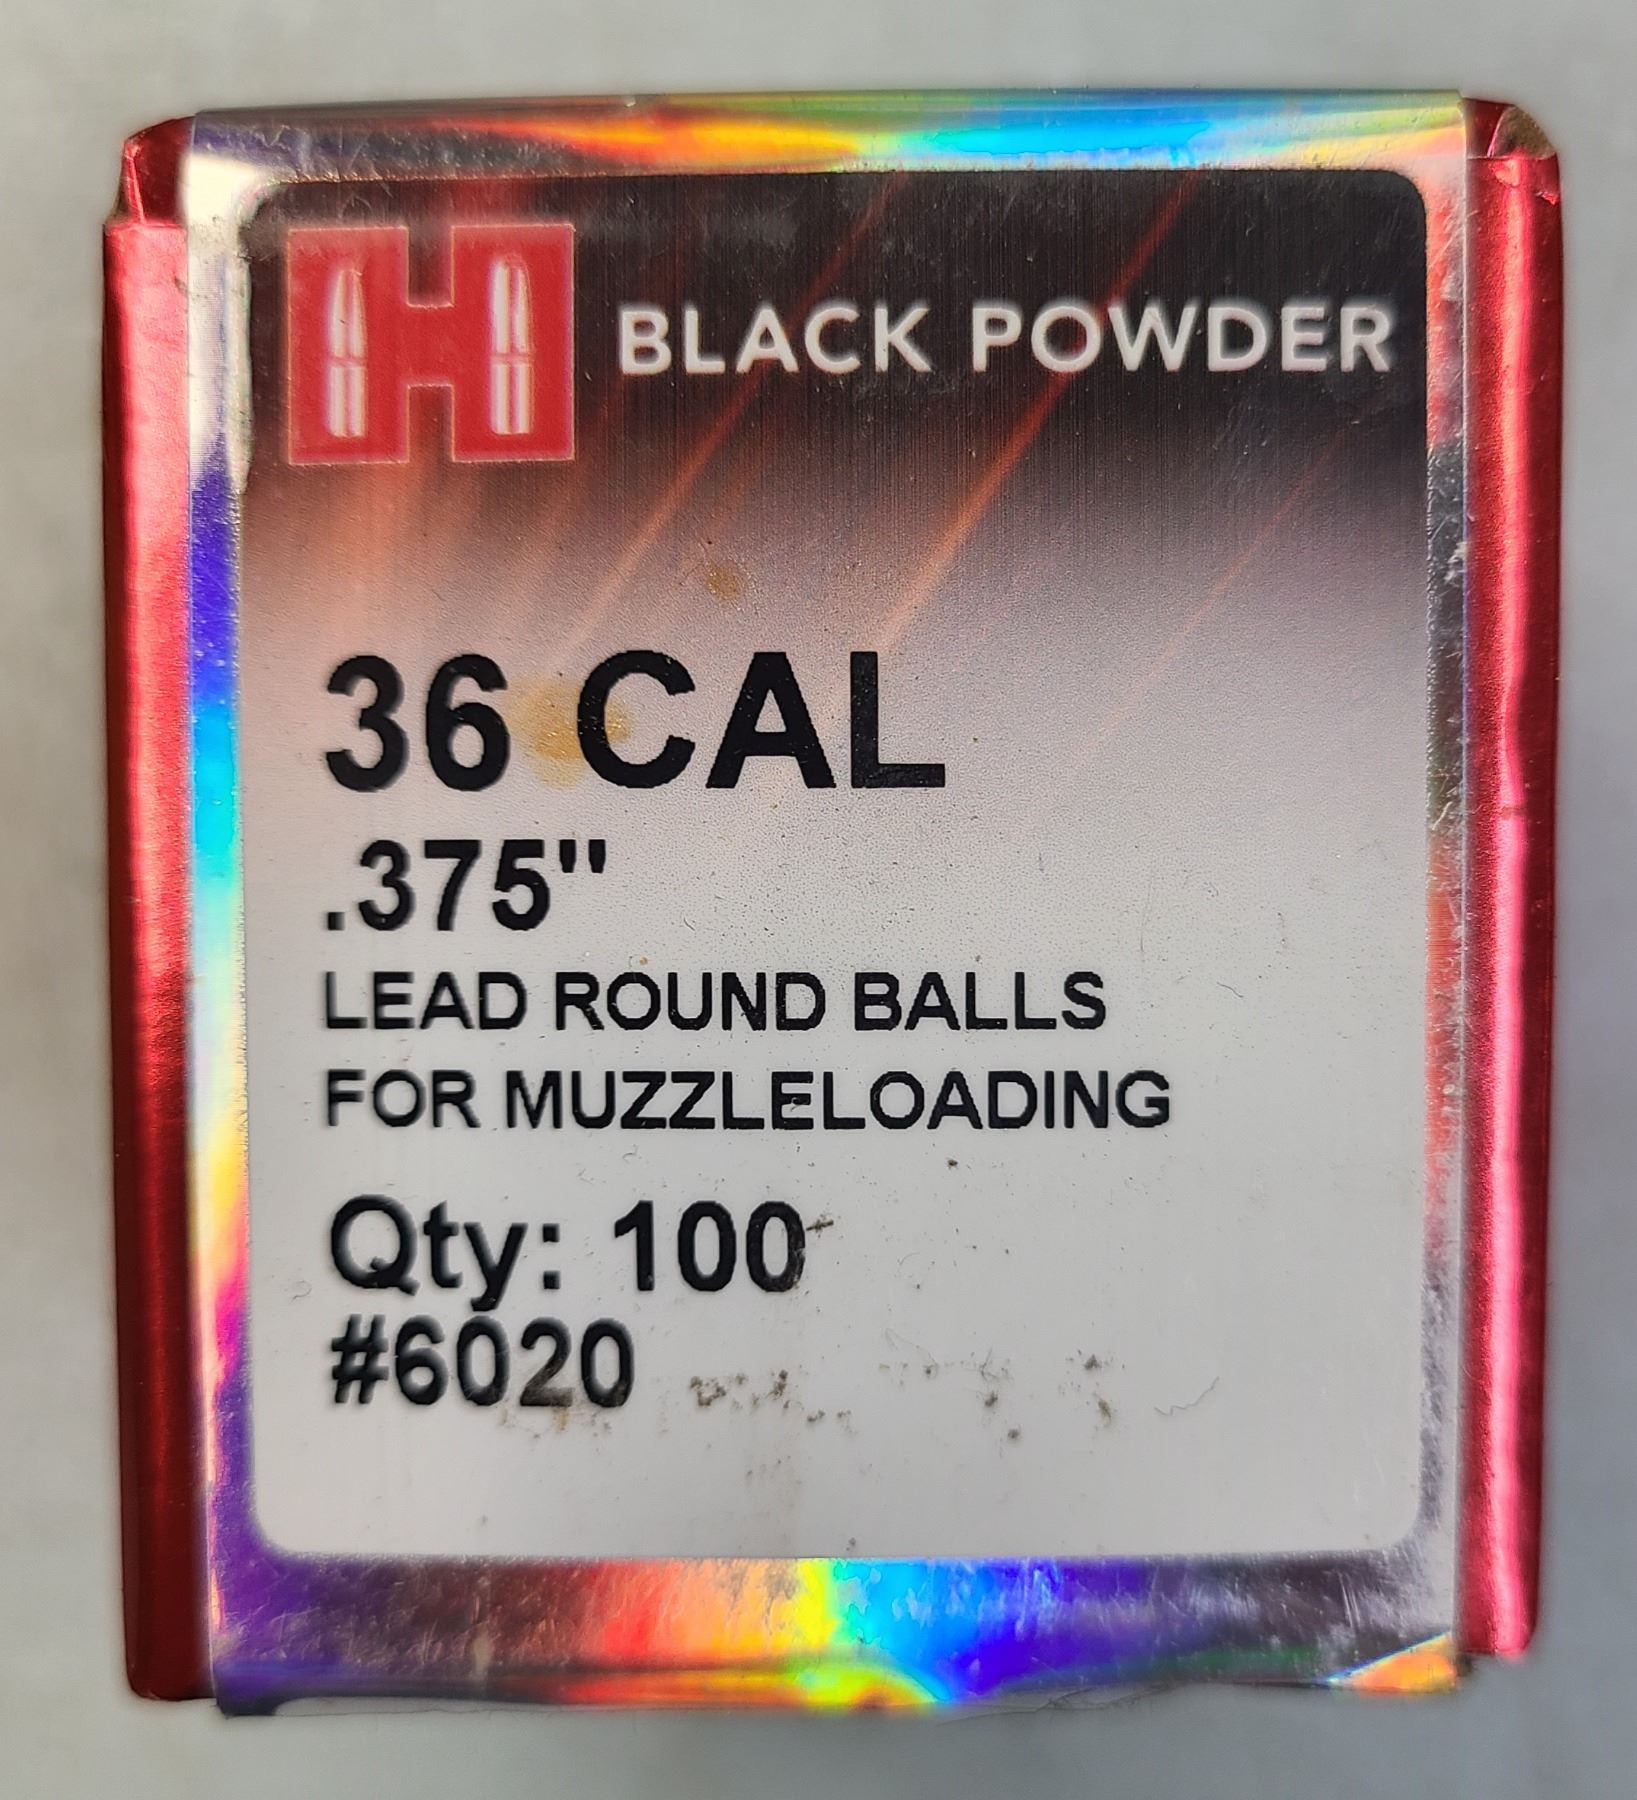 H BLACK POWDER
36 CAL
.375"
LEAD ROUND BALLS
FOR MUZZLELOADING
Qty: 100
#6020